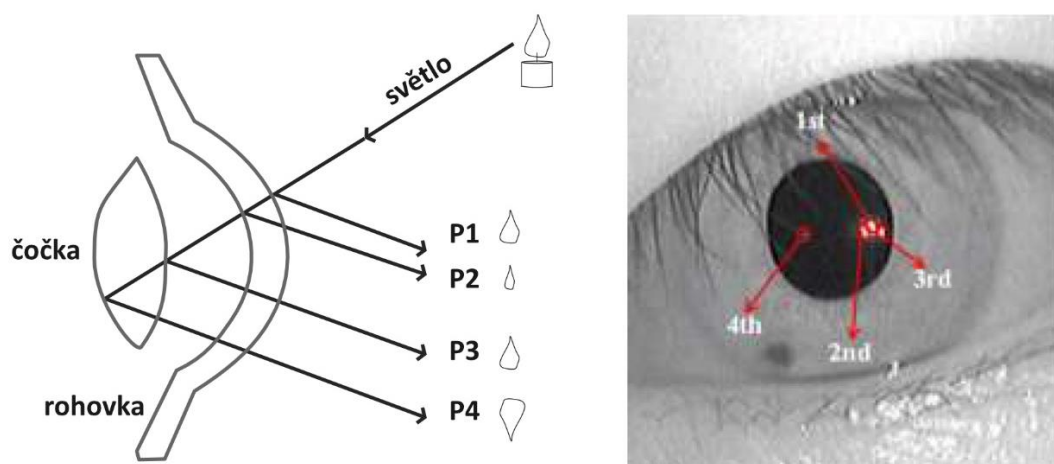 světlo
P1
P2
čočka
P3
rohovka
P4
1st
3rd
4th
2nd